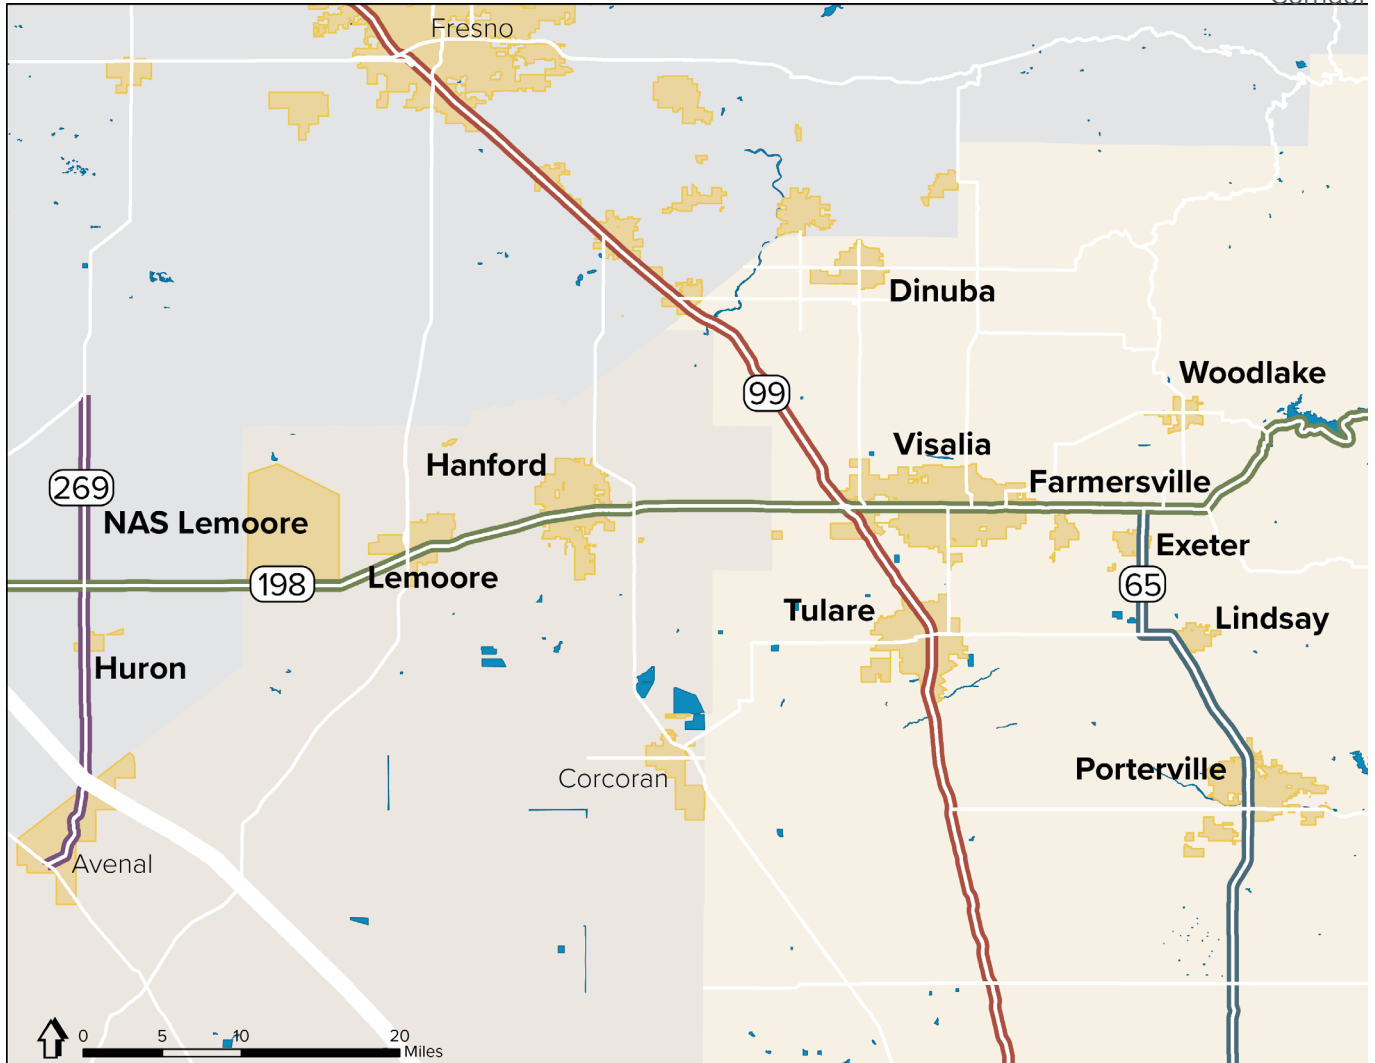 Corridor
Fresno
Dinuba
Woodlake
99
Visalia
Hanford
Farmersville
269
NAS Lemoore
Exeter
Lemoore
198
65
Tulare
Lindsay
Huron
Porterville
Corcoran
Avenal
0 5 10 20
Miles